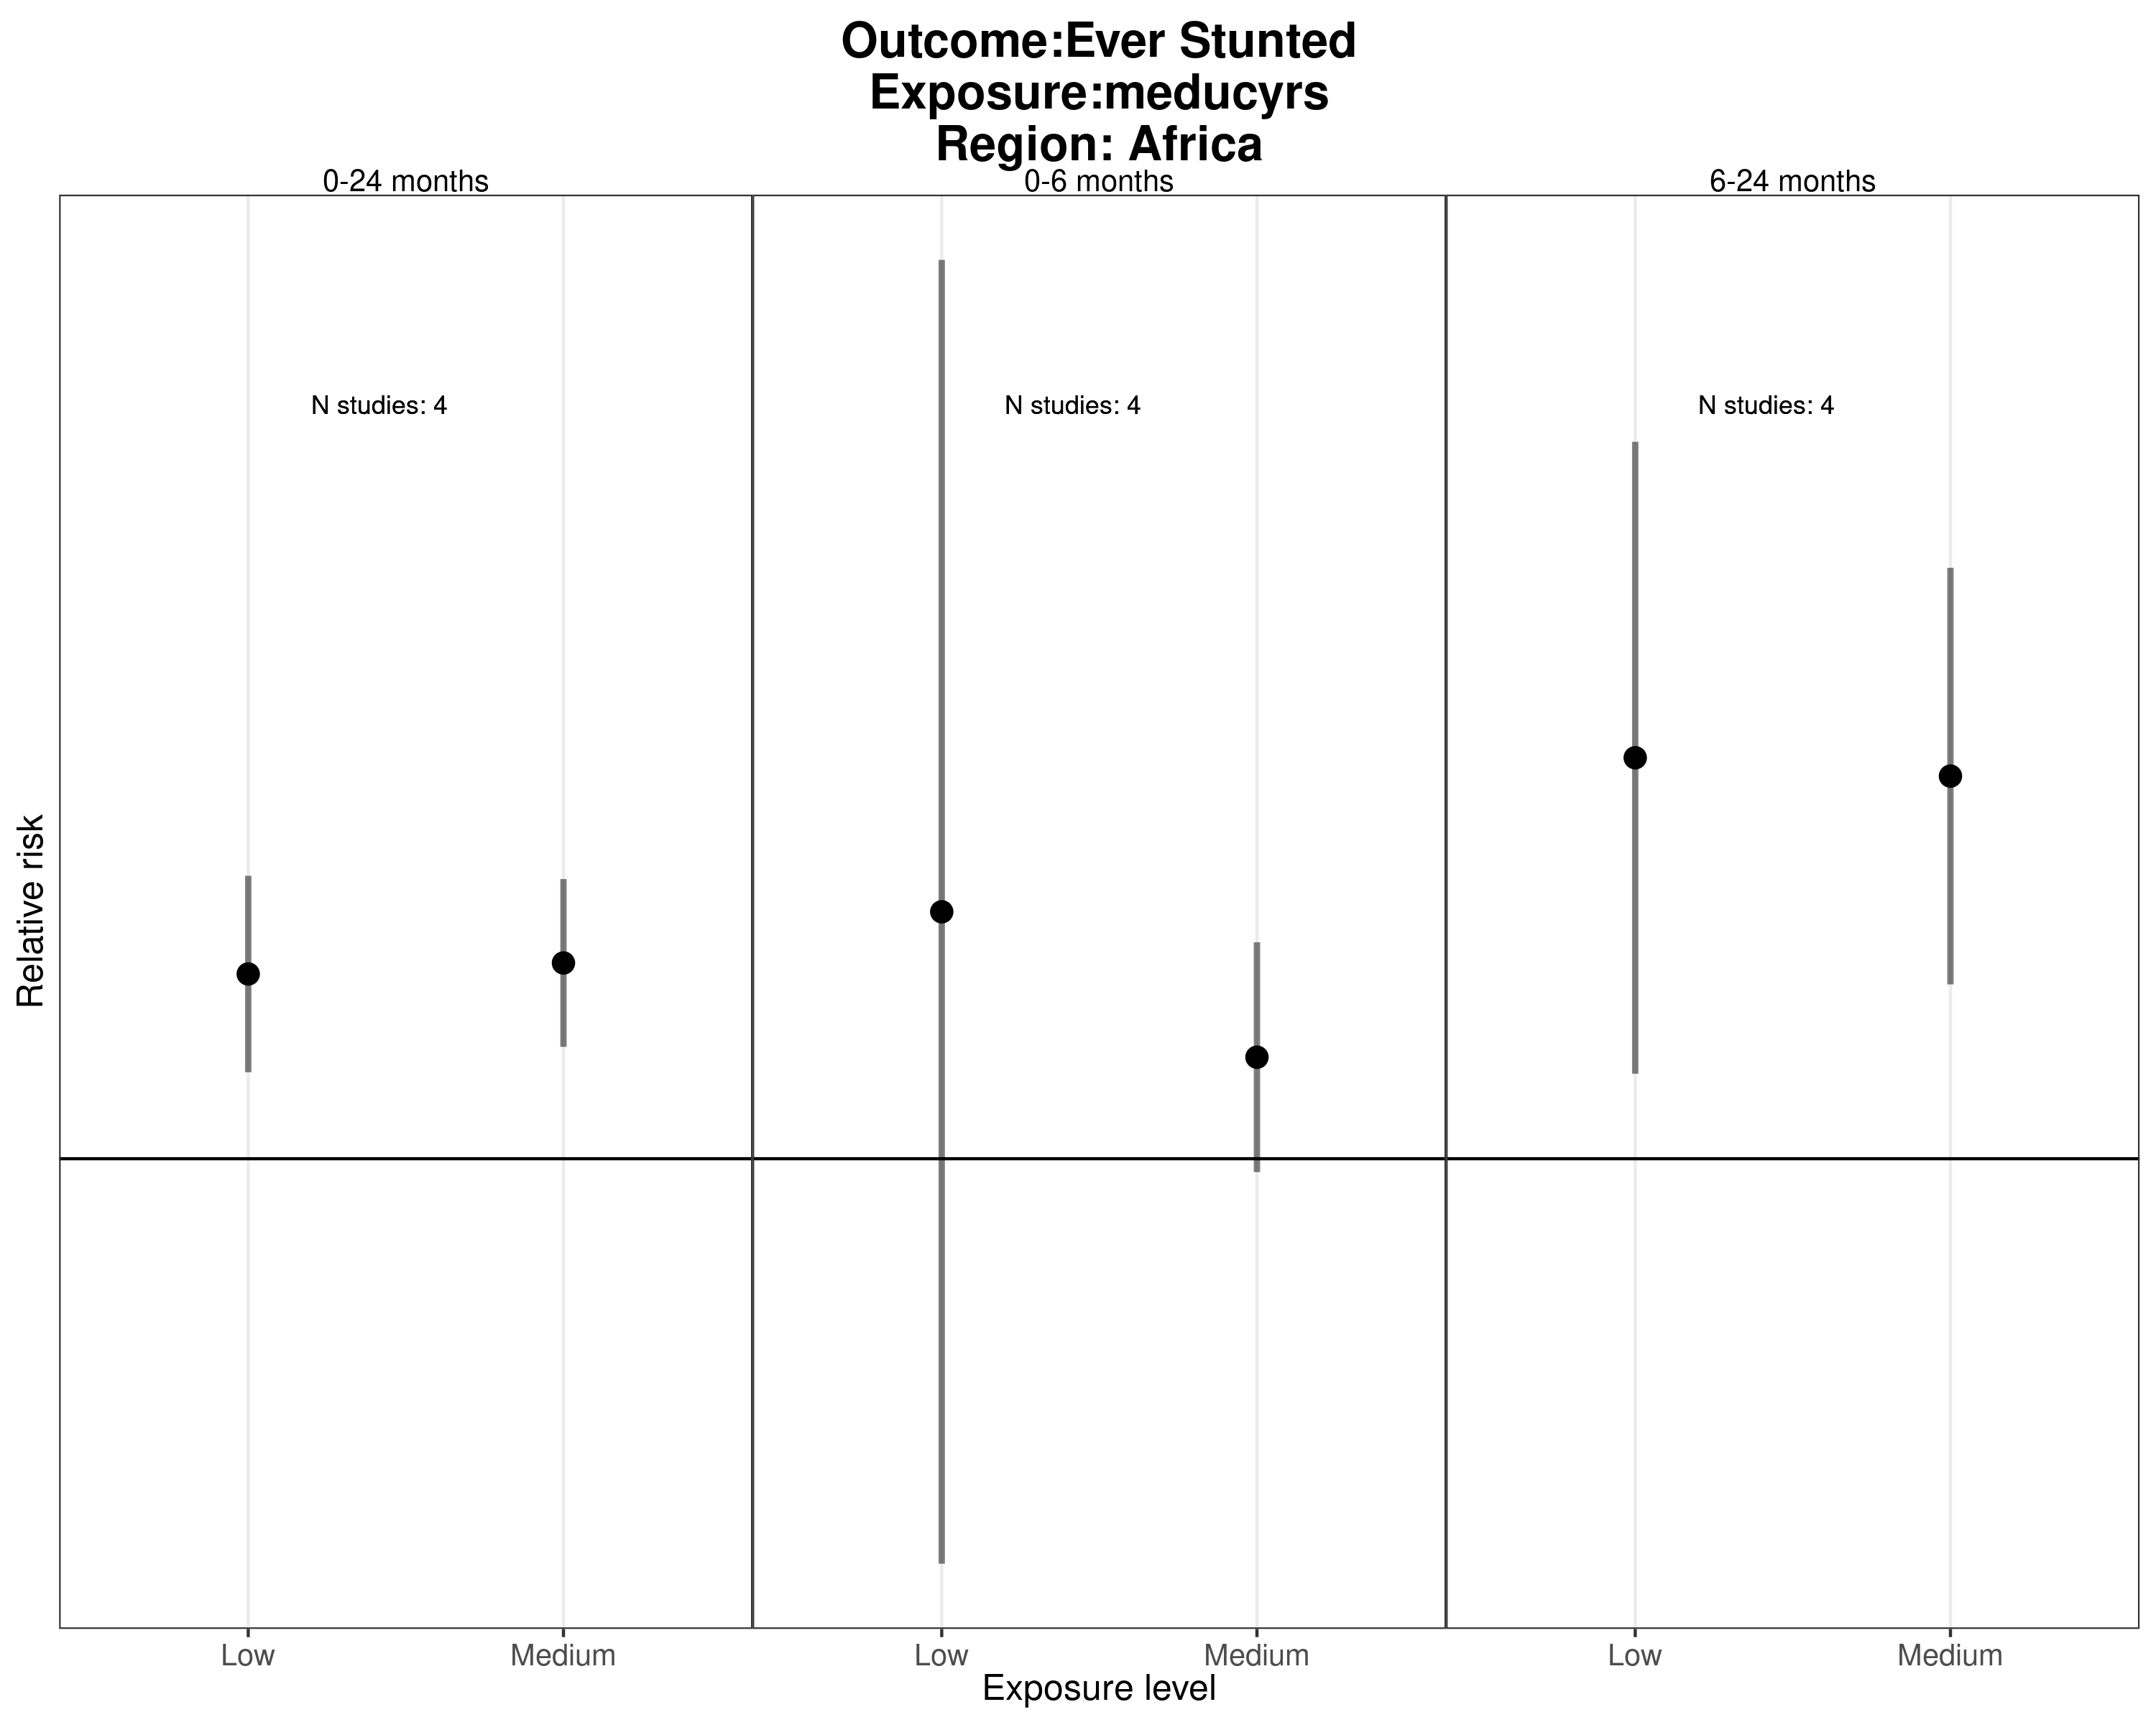 Outcome:Ever Stunted
Exposure:meducyrs
Region: Africa
0-24 months
0-6 months
6-24 months
N studies: 4
N studies: 4
N studies: 4
Relative risk
Low
Medium
Low
Medium
Low
Medium
Exposure level